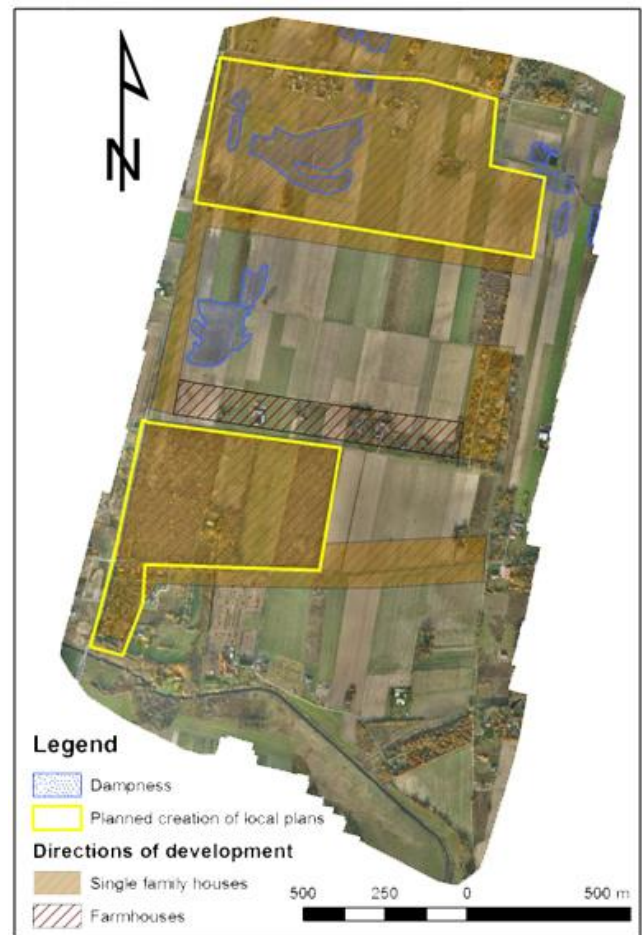 N
Legend
Dampness
Planned creation of local plans
Directions of development
Single family houses
Farmhouses
500 250 0 500 m